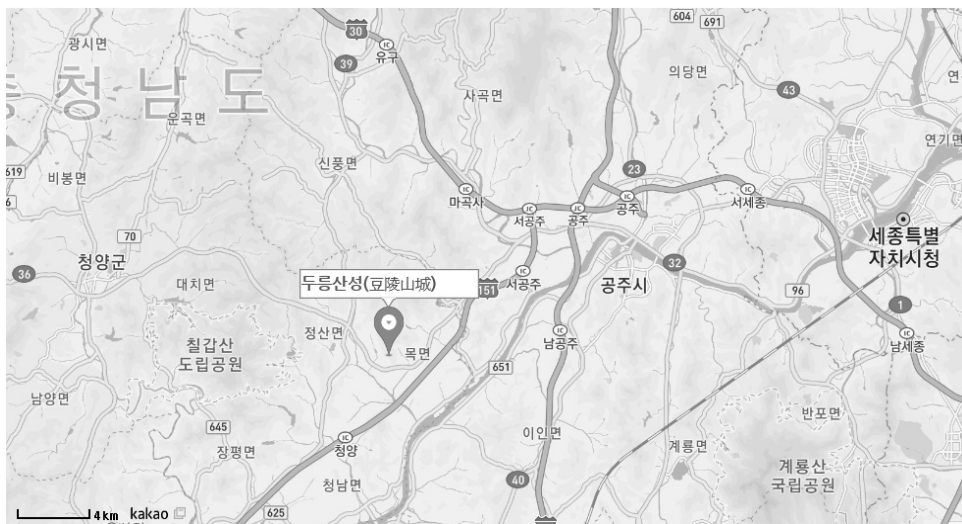 604
691
광시면
30
유구
39
의당면
청남도
사곡면
43
운곡면
연기면
신풍면
619
비봉면
23
마곡사
서공주
공주
공주
서세종
70
세종특별
자치시청
청양군
36
대치면
두릉산성(豆陵山城)
서공주
32
151
공주시
96
1
정산면
목면
칠갑산
도립공원
남공주
남세종
651
남양면
645
반포면
이인면
장평면
청양
계룡면
계룡산
국립공원
청남면
40
625
4km
kakao